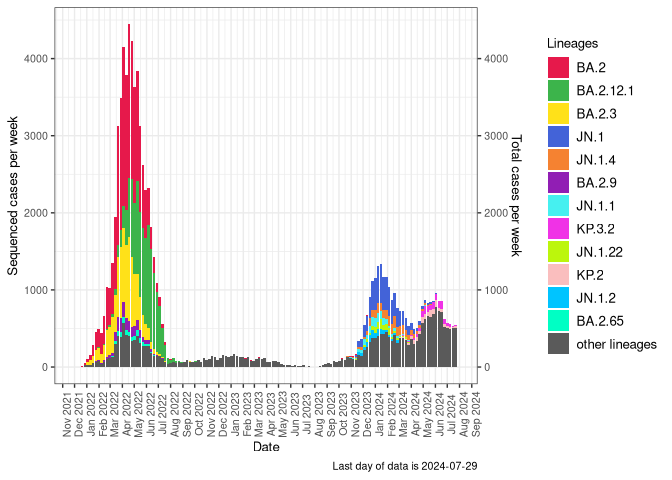 Sequenced cases per week
4000
3000
2000
1000
0
4000
3000
2000
1000
0
Total cases per week
Nov 2021
Dec 2021
Jan 2022
Feb 2022
Mar 2022
Apr 2022
May 2022
Jun 2022
Jul 2022
Aug 2022
Sep 2022
Oct 2022
Nov 2022
Dec 2022
Jan 2023
Feb 2023
Mar 2023
Apr 2023
May 2023
Jun 2023
Jul 2023
Aug 2023
Sep 2023
Oct 2023
Nov 2023
Dec 2023
Jan 2024
Feb 2024
Mar 2024
Apr 2024
May 2024
Jun 2024
Jul 2024
Aug 2024
Sep 2024
Date
Lineages
BA.2
BA.2.12.1
BA.2.3
JN.1
JN.1.4
BA.2.9
JN.1.1
KP.3.2
JN.1.22
KP.2
JN.1.2
BA.2.65
other lineages
Last day of data is 2024-07-29